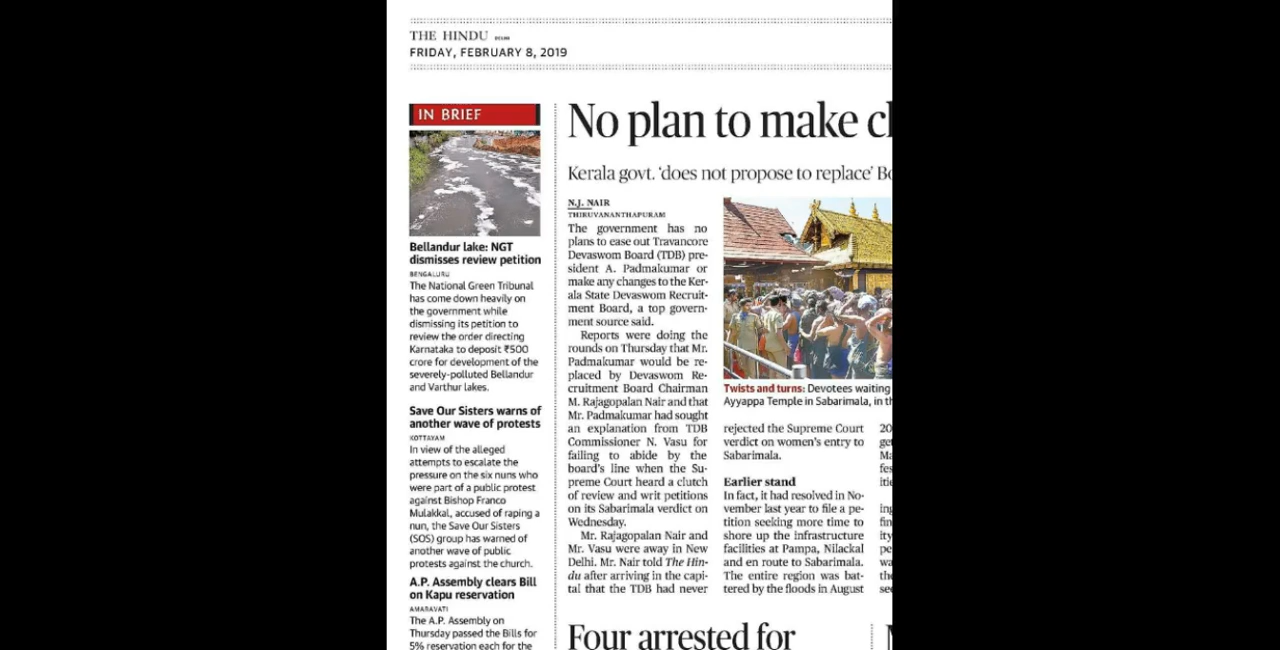 THE HINDU
FRIDAY, FEBRUARY 8, 2019
IN BRIEF
Bellandur lake: NGT
dismisses review petition
BENGALURU
The National Green Tribunal
has come down heavily on
the government while
dismissing its petition to
review the order directing
Karnataka to deposit ₹500
crore for development of the
severely-polluted Bellandur
and Varthur lakes.
Save Our Sisters warns of
another wave of protests
KOTTAYAM
In view of the alleged
attempts to escalate the
pressure on the six nuns who
were part of a public protest
against Bishop Franco
Mulakkal, accused of raping a
nun, the Save Our Sisters
(SOS) group has warned of
another wave of public
protests against the church.
A.P. Assembly clears Bill
on Kapu reservation
AMARAVATI
The A.P. Assembly on
Thursday passed the Bills for
5% reservation each for the
No plan to make
Kerala govt. 'does not propose to replace'
N.J. NAIR
THIRUVANANTHAPURAM
The government has no
plans to ease out Travancore
Devaswom Board (TDB) pre-
sident A. Padmakumar or
make any changes to the Ker-
ala State Devaswom Recruit-
ment Board, a top govern-
ment source said.
Reports were doing the
rounds on Thursday that Mr.
Padmakumar would be re-
placed by Devaswom Re-
cruitment Board Chairman
M. Rajagopalan Nair and that
Mr. Padmakumar had sought
an explanation from TDB
Commissioner N. Vasu for
failing to abide by the
board's line when the Su-
preme Court heard a clutch
of review and writ petitions
on its Sabarimala verdict on
Wednesday.
Mr. Rajagopalan Nair and
Mr. Vasu were away in New
Delhi. Mr. Nair told The Hin-
du after arriving in the capi-
tal that the TDB had never
Twists and turns: Devotees waiting
Ayyappa Temple in Sabarimala, in
rejected the Supreme Court
verdict on women's entry to
Sabarimala.
Earlier stand
In fact, it had resolved in No-
vember last year to file a pe-
tition seeking more time to
shore up the infrastructure
facilities at Pampa, Nilackal
and en route to Sabarimala.
The entire region was bat-
tered by the floods in August
Four arrested for